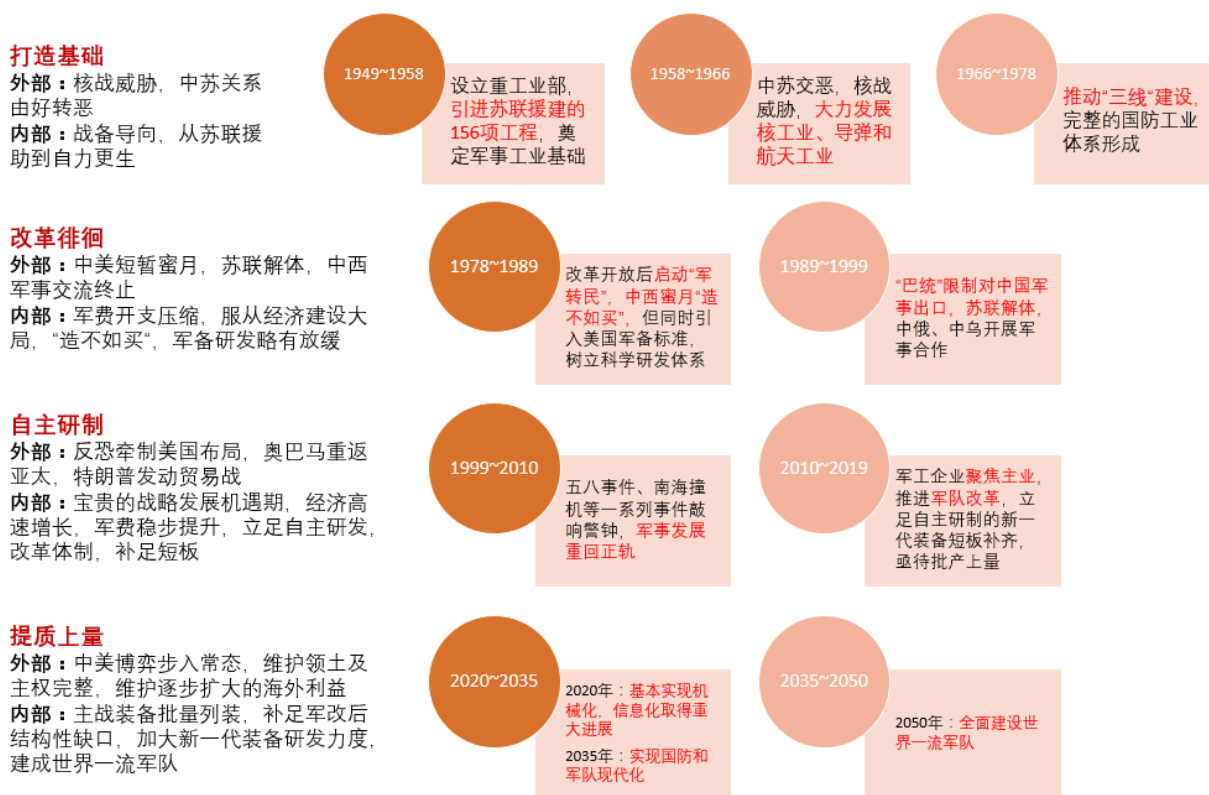 打造基础
外部：核战威胁，中苏关系
由好转恶
内部：战备导向，从苏联援
助到自力更生
1949~1958
设立重工业部，
引进苏联援建的
156项工程，奠
定军事工业基础
1958~1966
中苏交恶，核战
威胁，大力发展
核工业、导弹和
航天工业
1966~1978
推动“三线“建设，
完整的国防工业
体系形成
改革徘徊
外部：中美短暂蜜月，苏联解体，中西
军事交流终止
内部：军费开支压缩，服从经济建设大
局，“造不如买“，军备研发略有放缓
1978~1989
改革开放后启动“军
转民”，中西蜜月“造
不如买”，但同时引
入美国军备标准，
树立科学研发体系
1989~1999
“巴统”限制对中国军
事出口，苏联解体，
中俄、中乌开展军
事合作
自主研制
外部：反恐牵制美国布局，奥巴马重返
亚太，特朗普发动贸易战
内部：宝贵的战略发展机遇期，经济高
速增长，军费稳步提升，立足自主研发，
改革体制，补足短板
1999~2010
五八事件、南海撞
机等一系列事件敲
响警钟，军事发展
重回正轨
2010~2019
军工企业聚焦主业，
推进军队改革，立
足自主研制的新一
代装备短板补齐，
亟待批产上量
提质上量
外部：中美博弈步入常态，维护领土及
主权完整，维护逐步扩大的海外利益
内部：主战装备批量列装，补足军改后
结构性缺口，加大新一代装备研发力度，
建成世界一流军队
2020~2035
2020年：基本实现机
械化，信息化取得重
大进展
2035年：实现国防和
军队现代化
2035~2050
2050年：全面建设世
界一流军队